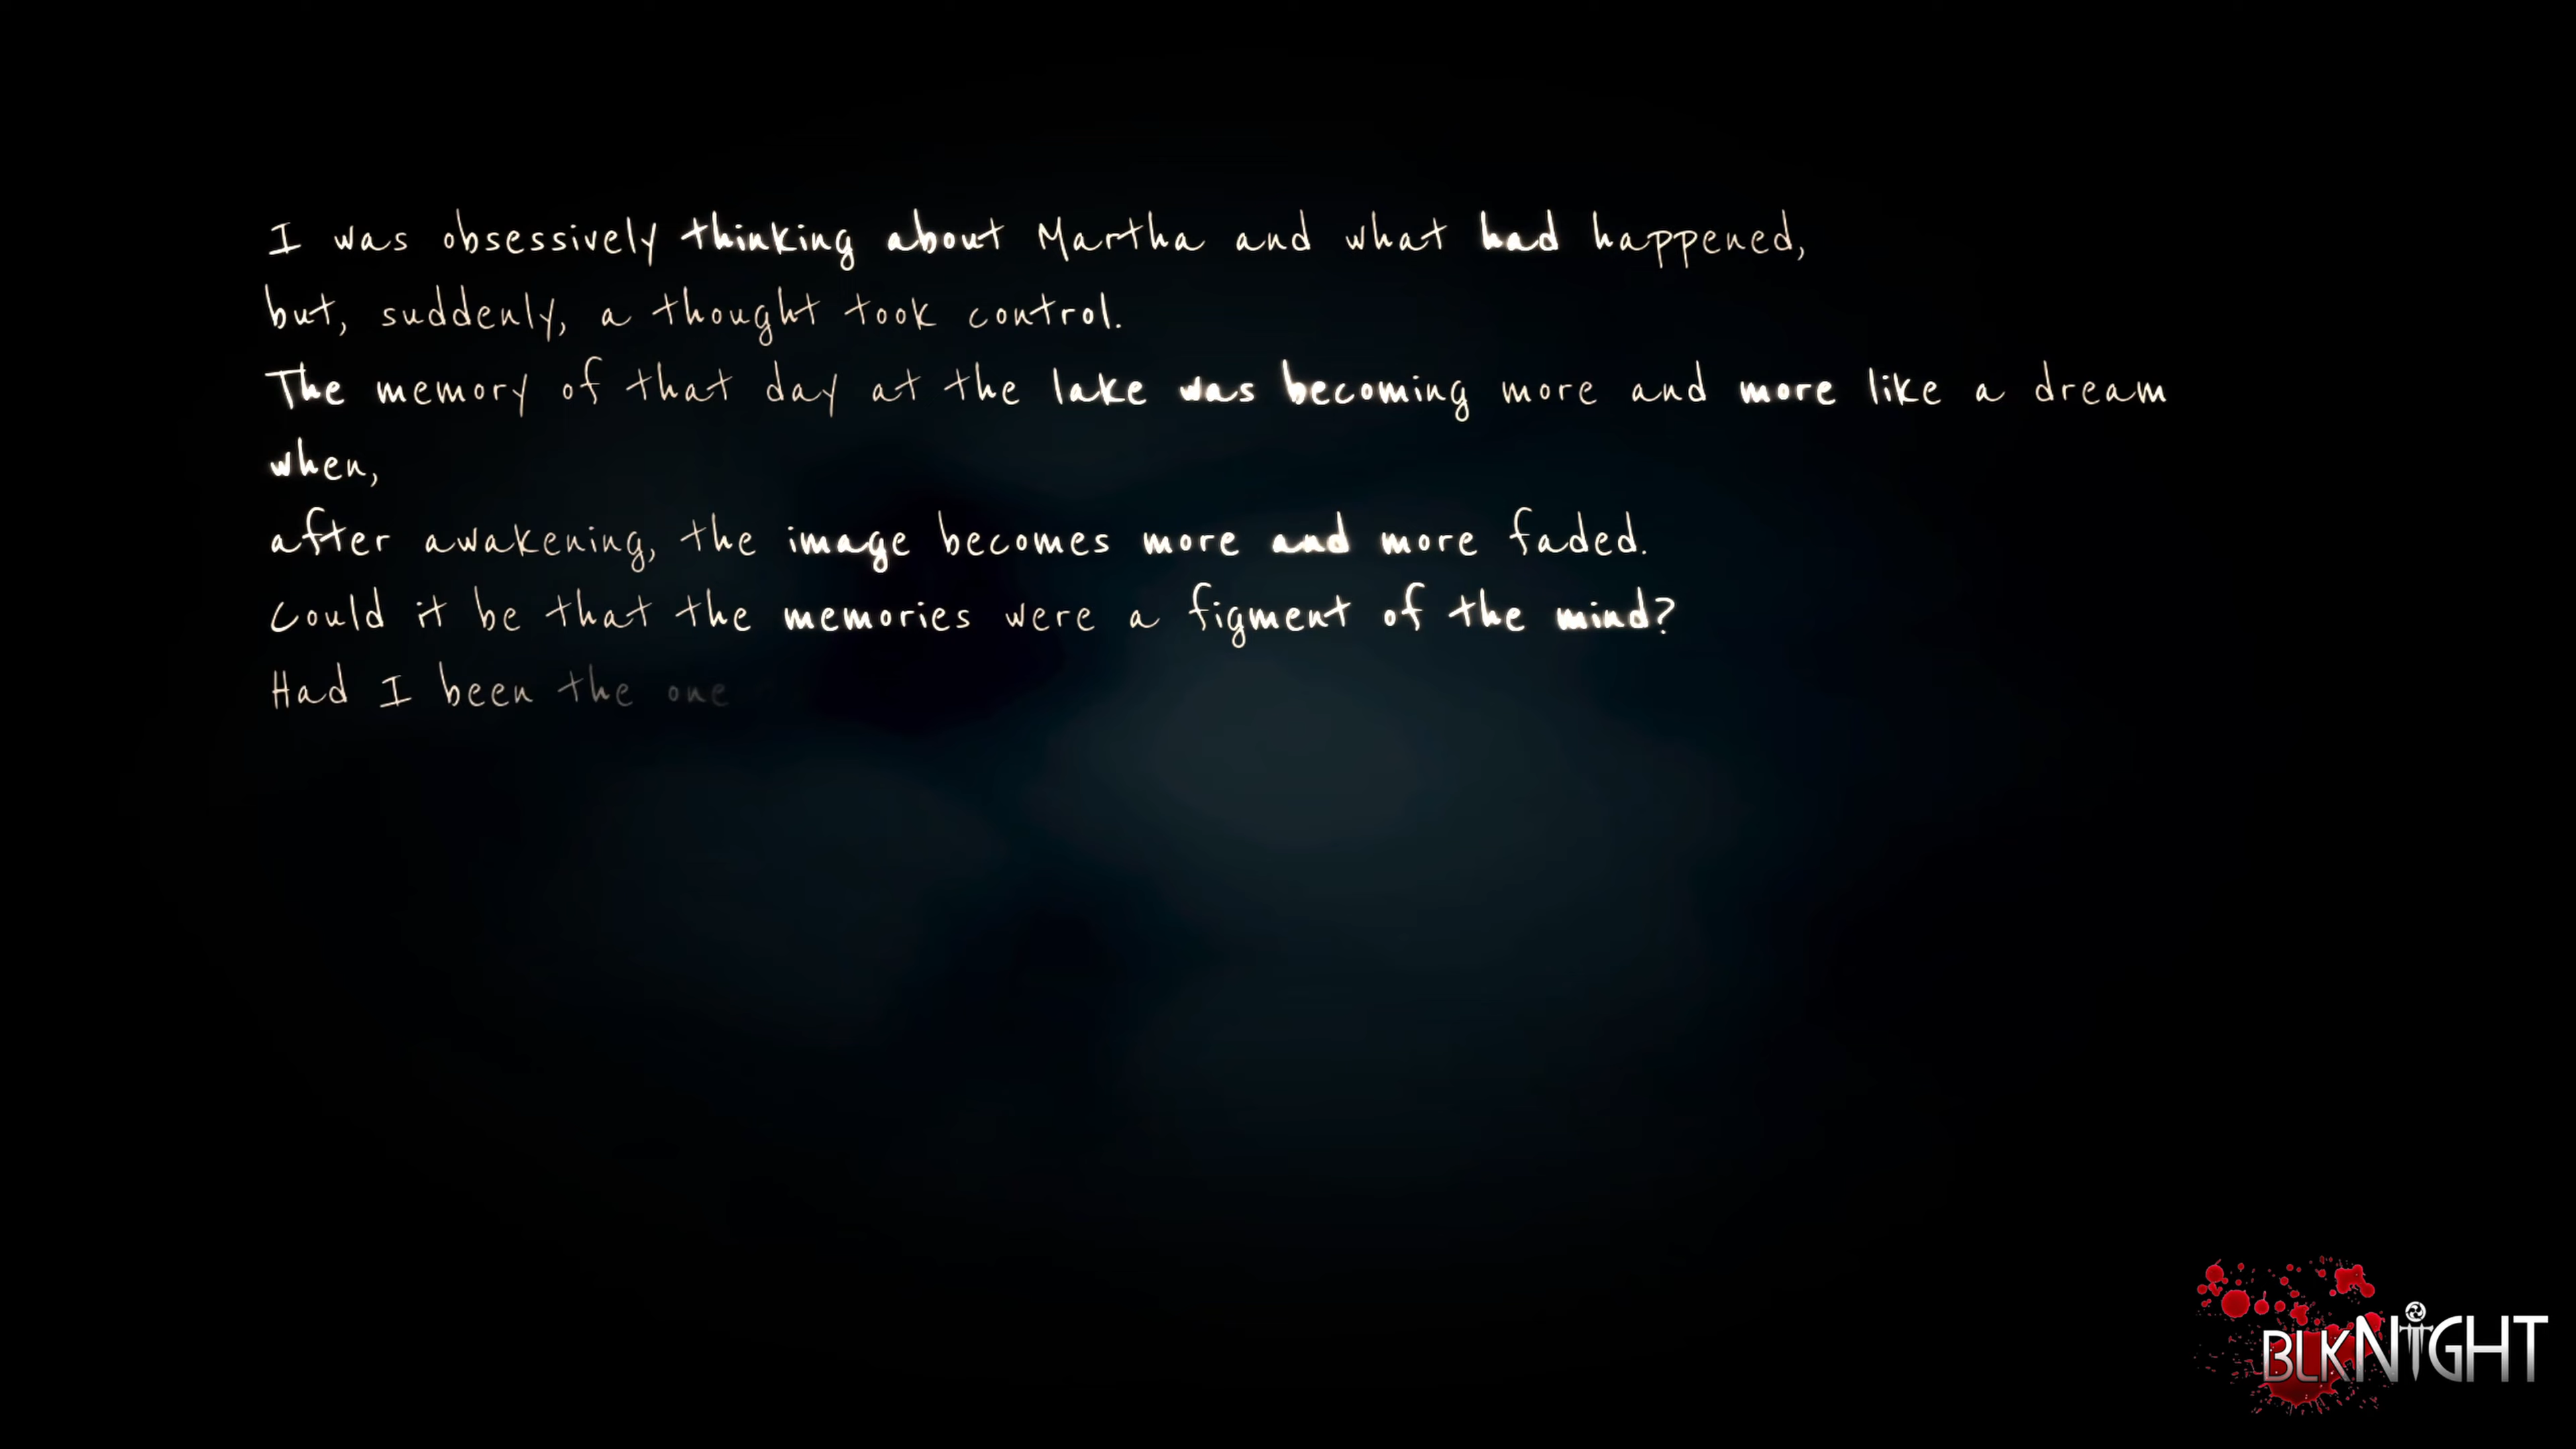 I was obsessively thinking about Martha and what had happened,
but, suddenly, a thought took control.
The memory of that day at the lake was becoming more and more like a dream
when,
after awakening, the image becomes more and more faded.
Could it be that the memories were a figment of the mind?
Had I been the one
BLKNIGHT